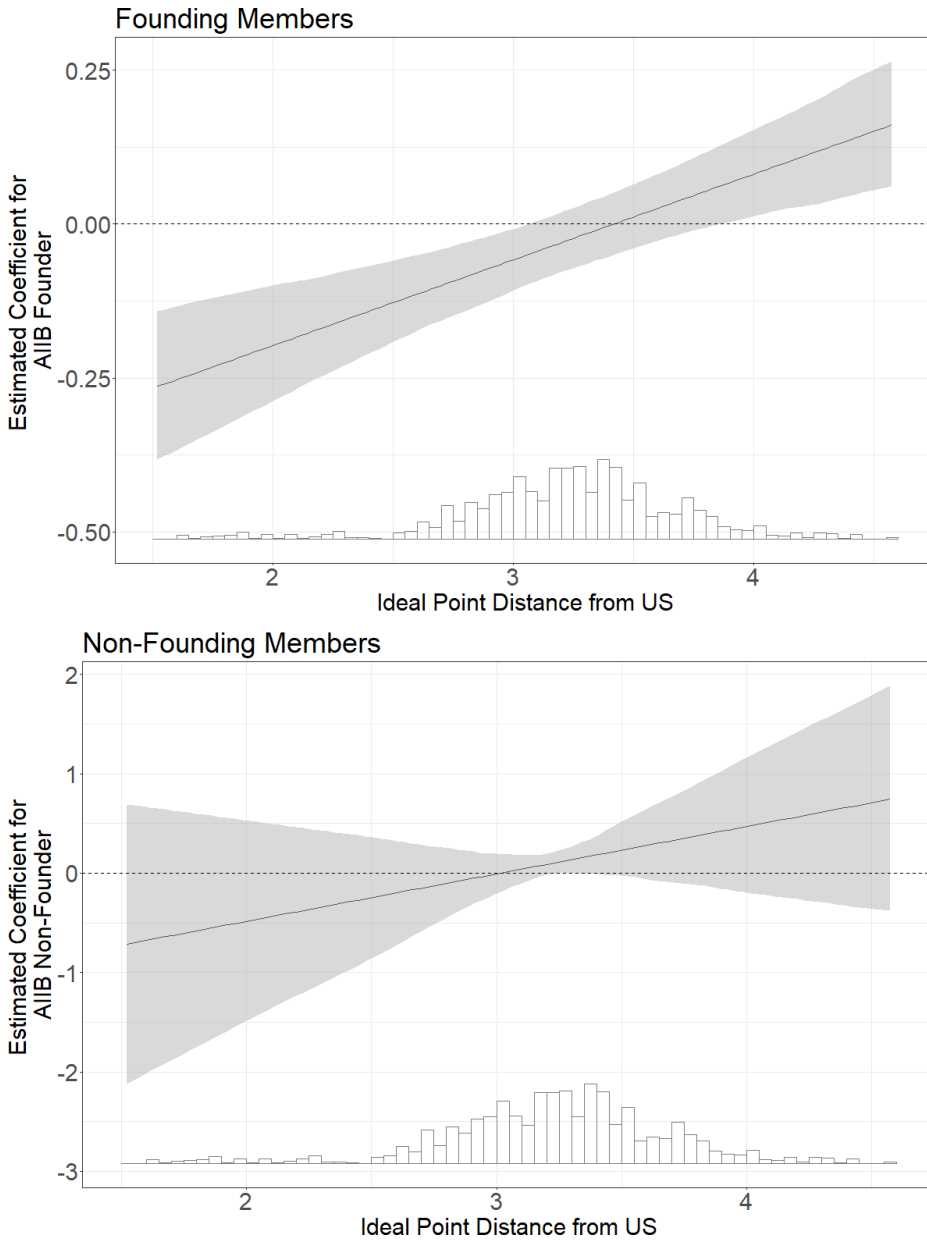 Founding Members
0.25
0.00
-0.25
-0.50
Estimated Coefficient for
AIIB Founder
2 3 4
Ideal Point Distance from US
Non-Founding Members
2
1
0
-1
-2
-3
Estimated Coefficient for
AIIB Non-Founder
2 3 4
Ideal Point Distance from US